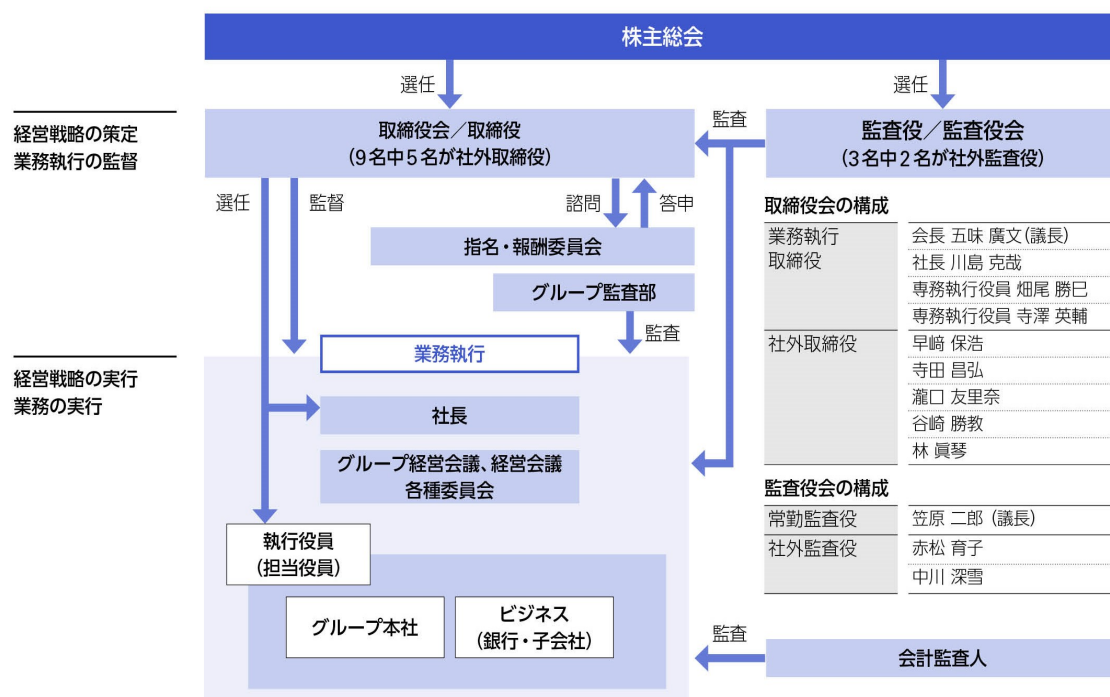 株主総会
選任
選任
経営戦略の策定
業務執行の監督
取締役会／取締役
(9名中5名が社外取締役)
監査
監査役／監査役会
(3名中2名が社外監査役)
選任
監督
諮問
答申
指名・報酬委員会
グループ監査部
監査
経営戦略の実行
業務の実行
業務執行
社長
グループ経営会議、経営会議
各種委員会
執行役員
(担当役員)
グループ本社
ビジネス
(銀行・子会社)
取締役会の構成
業務執行
取締役
会長 五味 廣文(議長)
社長 川島 克哉
専務執行役員 畑尾 勝巳
専務執行役員 寺澤 英輔
社外取締役
早﨑 保浩
寺田 昌弘
瀧口 友里奈
谷崎 勝教
林 眞琴
監査役会の構成
常勤監査役
笠原 二郎 (議長)
社外監査役
赤松 育子
中川 深雪
監査
会計監査人